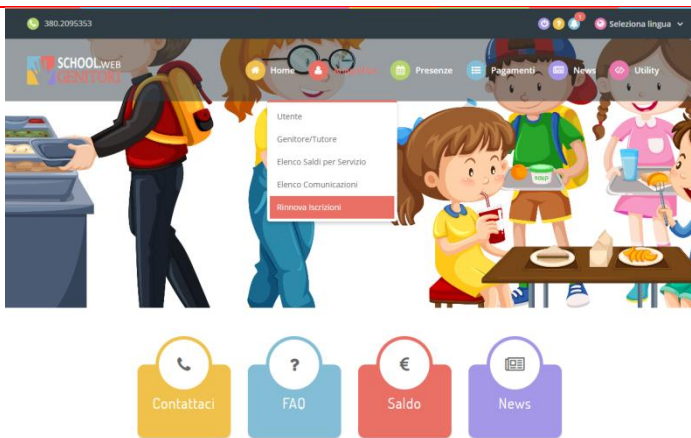 380.2095353
1
Seleziona lingua
SCHOOL.WEB
GENITORI
Home
Presenze
Pagamenti
News
Utility
Utente
Genitore/Tutore
Elenco Saldi per Servizio
Elenco Comunicazioni
Rinnova Iscrizioni
soup
?
€
Contattaci
FAQ
Saldo
News